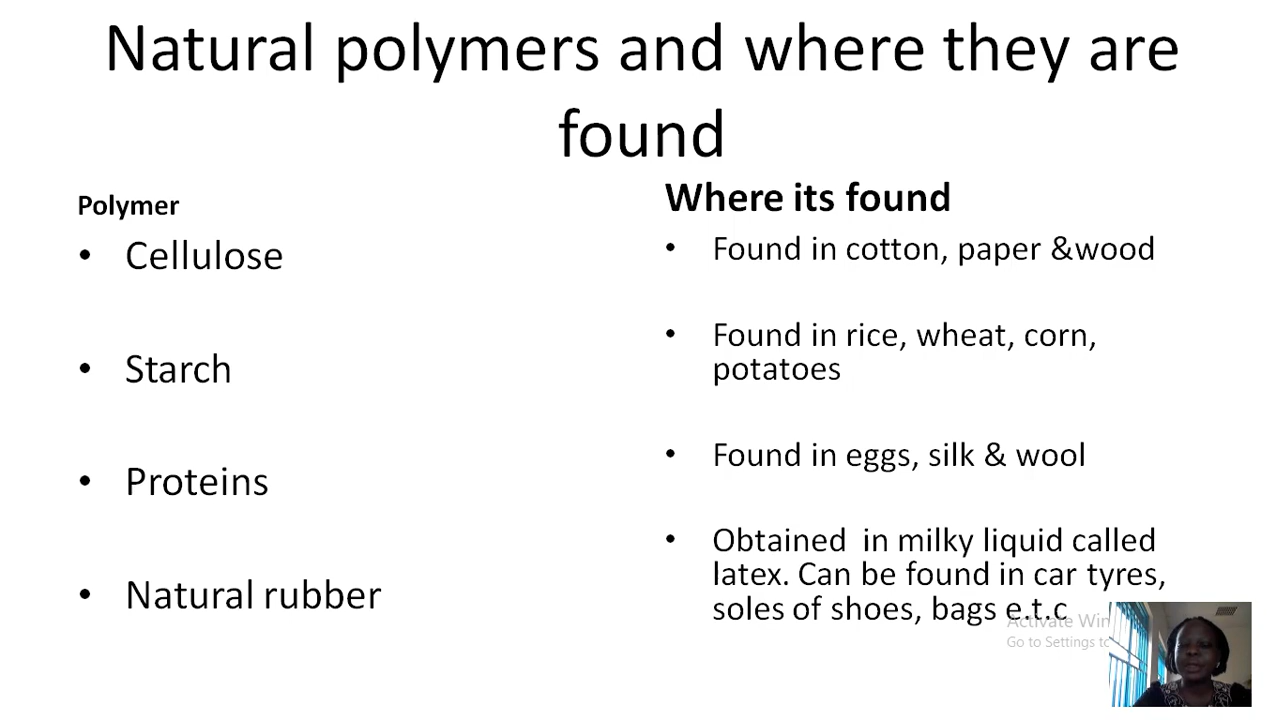 Natural polymers and where they are
found
Polymer
• Cellulose
• Starch
• Proteins
• Natural rubber
Where its found
• Found in cotton, paper &wood
• Found in rice, wheat, corn,
potatoes
• Found in eggs, silk & wool
• Obtained in milky liquid called
latex. Can be found in car tyres,
soles of shoes, bags e.t.c
Activate Win
Go to Settings to